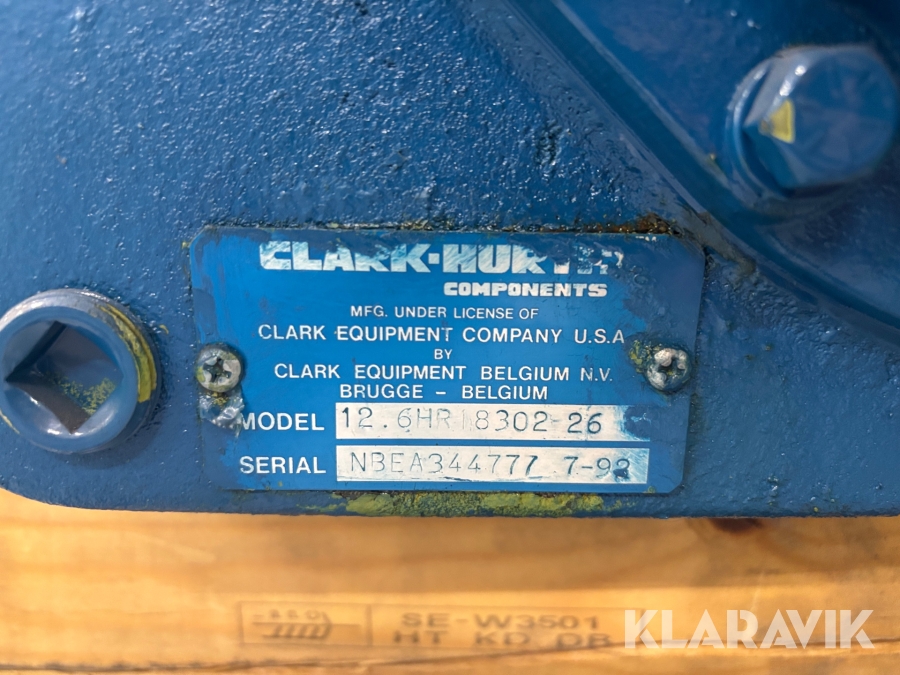 CLARK-HURTH
COMPONENTS
MFG. UNDER LICENSE OF
CLARK EQUIPMENT COMPANY U.S.A
BY
CLARK EQUIPMENT BELGIUM N.V.
BRUGGE - BELGIUM
MODEL 12.6HR18302-26
SERIAL NBEA344777 7-92
SE-W3501
HT KD DB
KLARAVIK